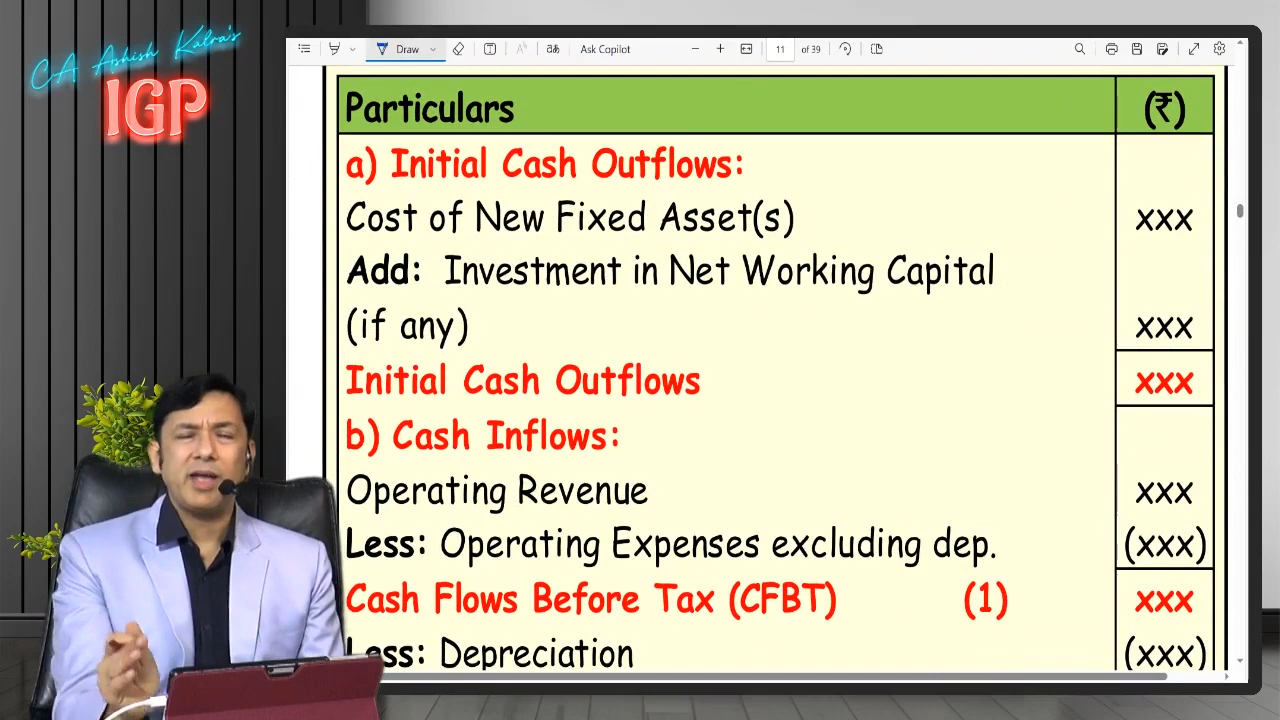 CA Ashish Kalra's
IGP
Draw
Ask Copilot
11 of 39
Particulars (₹)
a) Initial Cash Outflows:
Cost of New Fixed Asset(s) xxx
Add: Investment in Net Working Capital
(if any) xxx
Initial Cash Outflows xxx
b) Cash Inflows:
Operating Revenue xxx
Less: Operating Expenses excluding dep. (xxx)
Cash Flows Before Tax (CFBT) (1) xxx
Less: Depreciation (xxx)